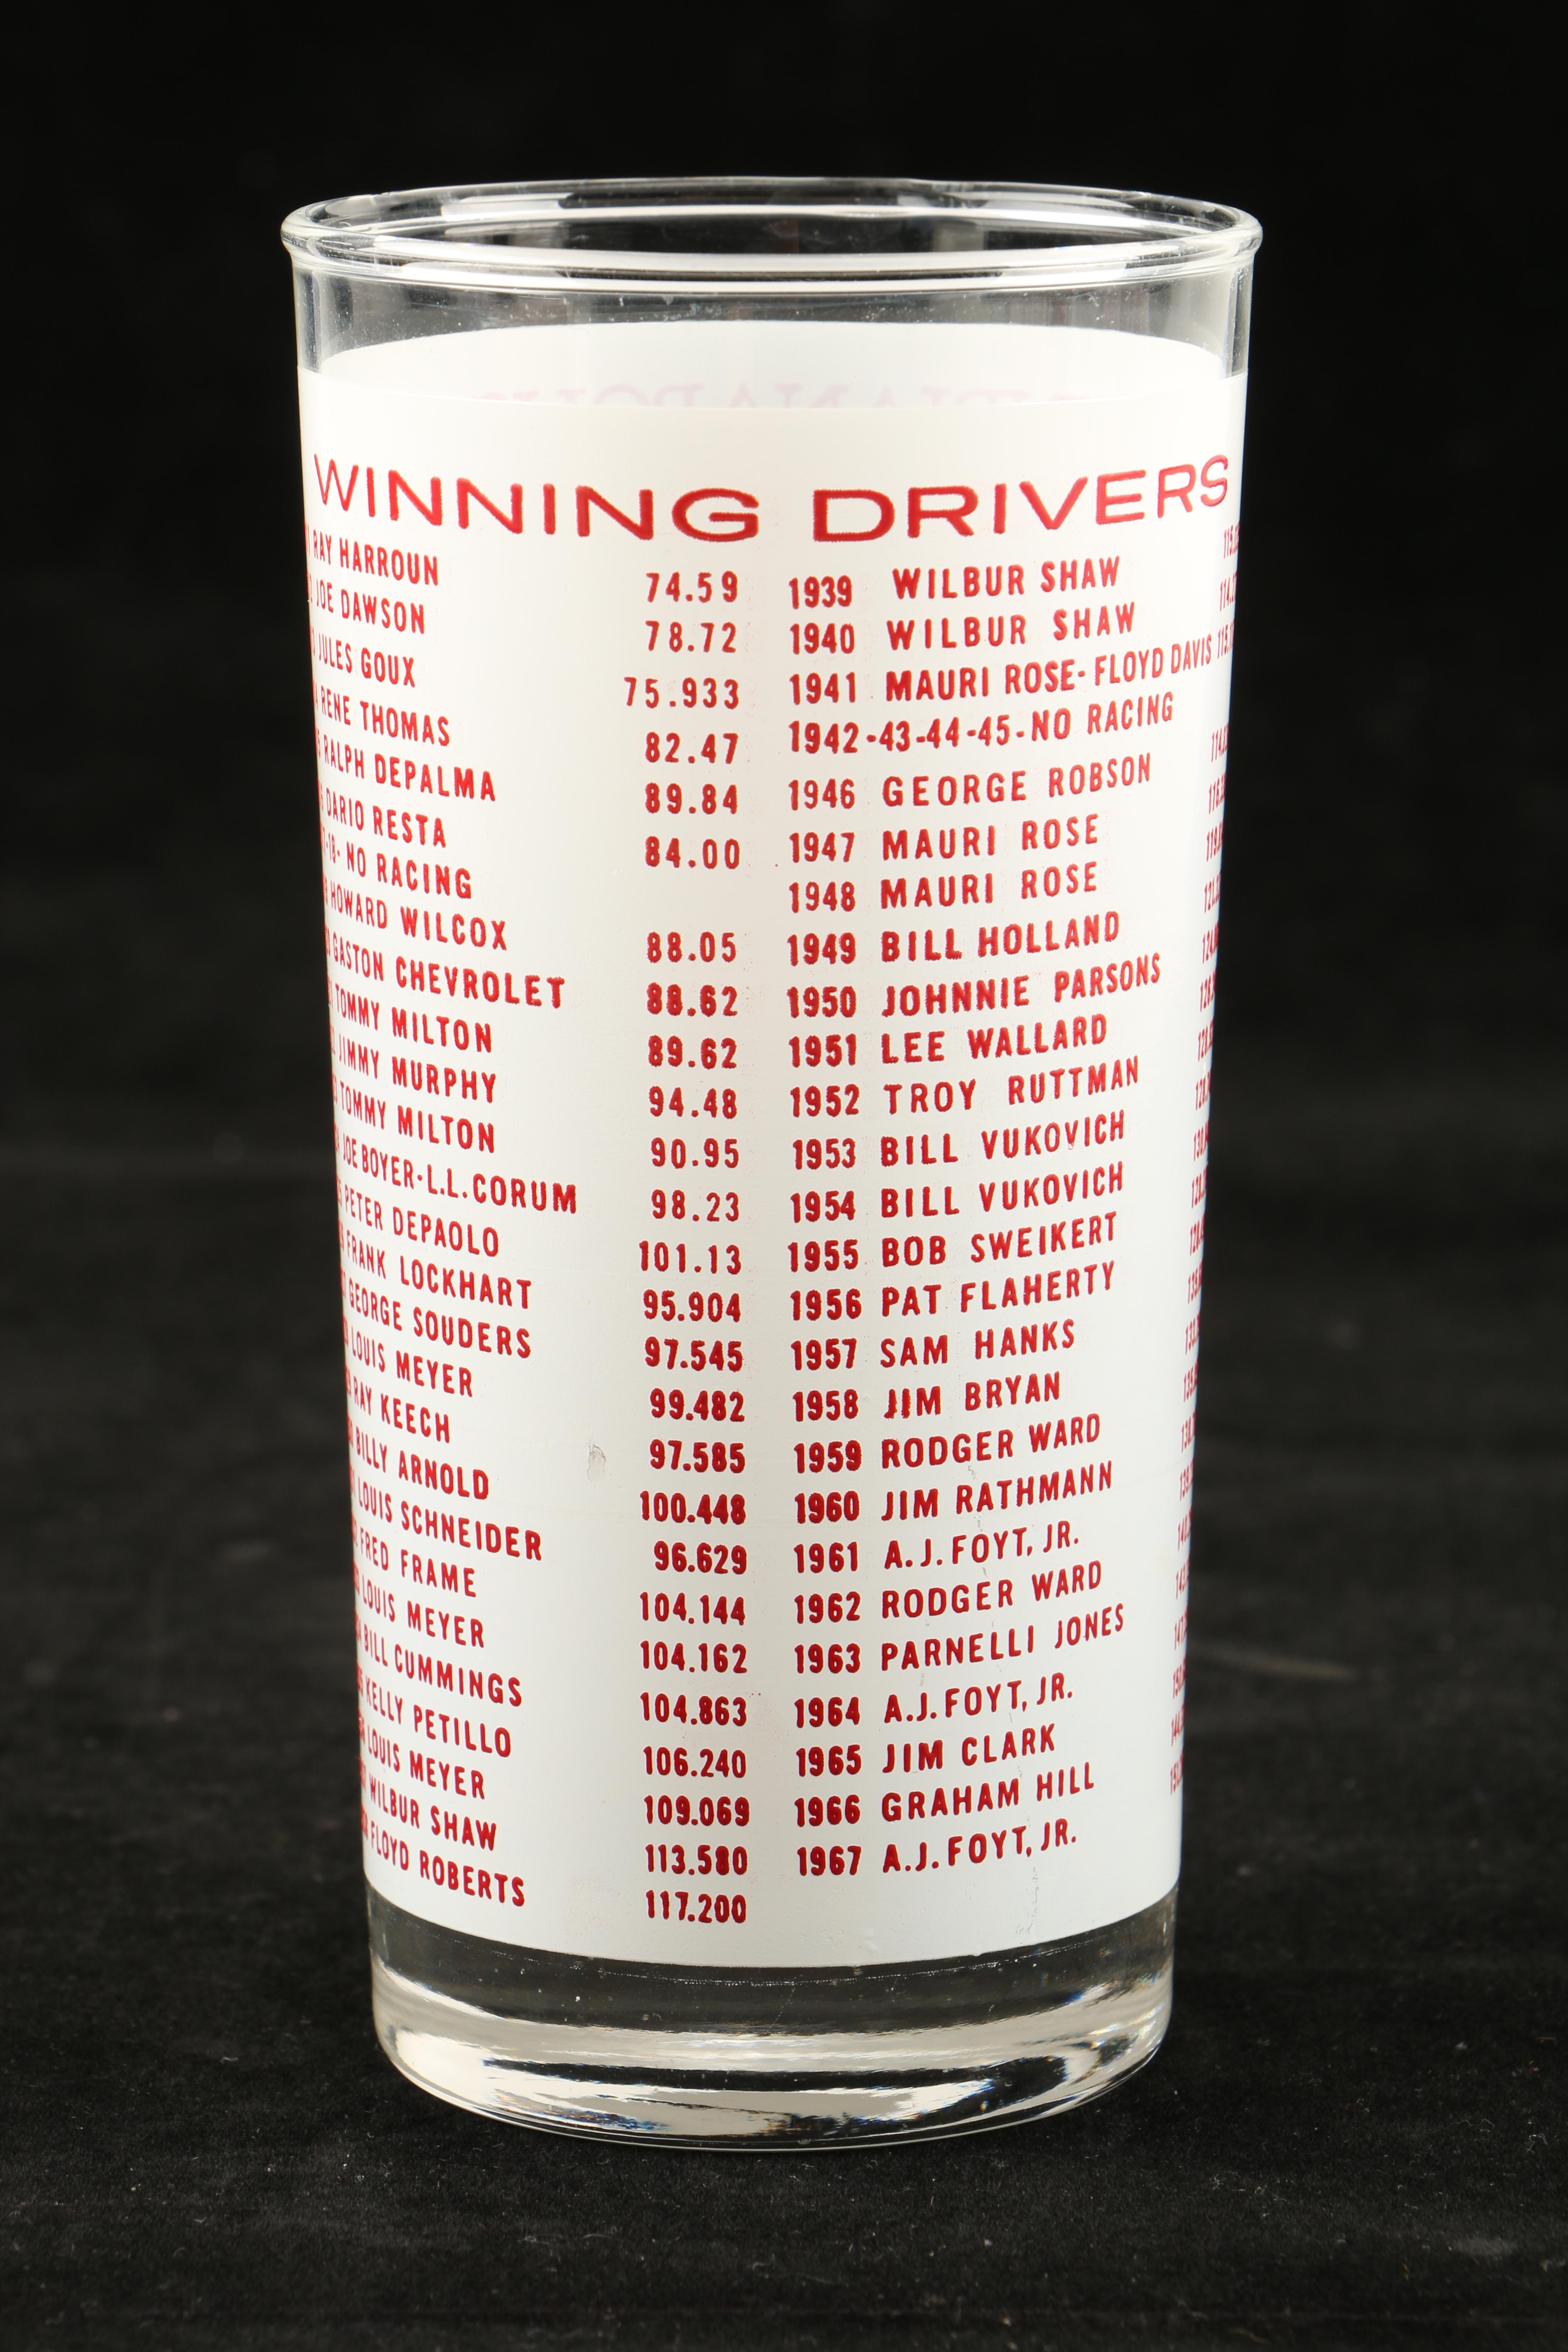 WINNING DRIVERS
RAY HARROUN 74.59
JOE DAWSON 78.72
JULES GOUX 75.933
RENE THOMAS 82.47
RALPH DEPALMA 89.84
DARIO RESTA 84.00
-18- NO RACING
HOWARD WILCOX 88.05
GASTON CHEVROLET 88.62
TOMMY MILTON 89.62
JIMMY MURPHY 94.48
TOMMY MILTON 90.95
JOE BOYER-L.L.CORUM 98.23
PETER DEPAOLO 101.13
FRANK LOCKHART 95.904
GEORGE SOUDERS 97.545
LOUIS MEYER 99.482
RAY KEECH 97.585
BILLY ARNOLD 100.448
LOUIS SCHNEIDER 96.629
FRED FRAME 104.144
LOUIS MEYER 104.162
BILL CUMMINGS 104.863
KELLY PETILLO 106.240
LOUIS MEYER 109.069
WILBUR SHAW 113.580
FLOYD ROBERTS 117.200
1939 WILBUR SHAW
1940 WILBUR SHAW
1941 MAURI ROSE-FLOYD DAVIS
1942-43-44-45-NO RACING
1946 GEORGE ROBSON
1947 MAURI ROSE
1948 MAURI ROSE
1949 BILL HOLLAND
1950 JOHNNIE PARSONS
1951 LEE WALLARD
1952 TROY RUTTMAN
1953 BILL VUKOVICH
1954 BILL VUKOVICH
1955 BOB SWEIKERT
1956 PAT FLAHERTY
1957 SAM HANKS
1958 JIM BRYAN
1959 RODGER WARD
1960 JIM RATHMANN
1961 A.J.FOYT, JR.
1962 RODGER WARD
1963 PARNELLI JONES
1964 A.J.FOYT, JR.
1965 JIM CLARK
1966 GRAHAM HILL
1967 A.J.FOYT, JR.